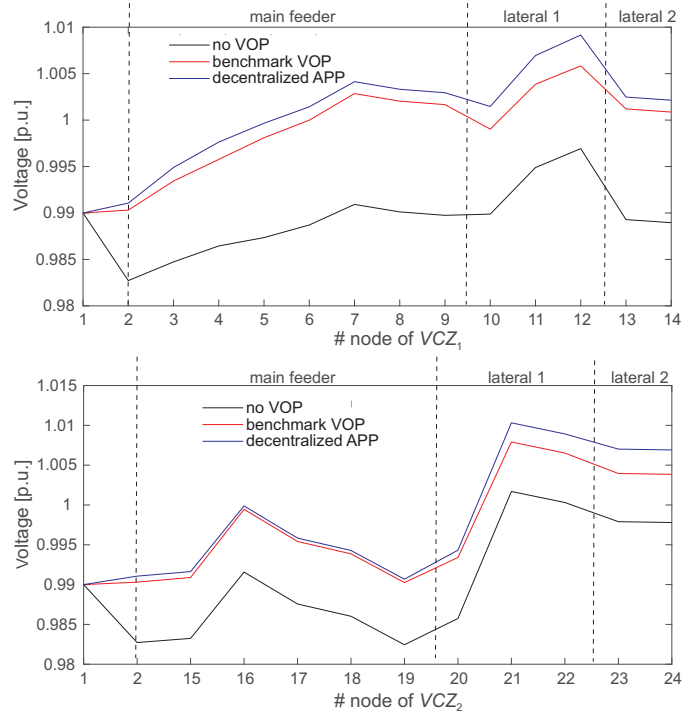 main feeder lateral 1 lateral 2
1.01
1.005
1
0.995
0.99
0.985
0.98
Voltage [p.u.]
no VOP
benchmark VOP
decentralized APP
1 2 3 4 5 6 7 8 9 10 11 12 13 14
# node of VCZ1
main feeder lateral 1 lateral 2
1.015
1.01
1.005
1
0.995
0.99
0.985
0.98
Voltage [p.u.]
no VOP
benchmark VOP
decentralized APP
1 2 15 16 17 18 19 20 21 22 23 24
# node of VCZ2